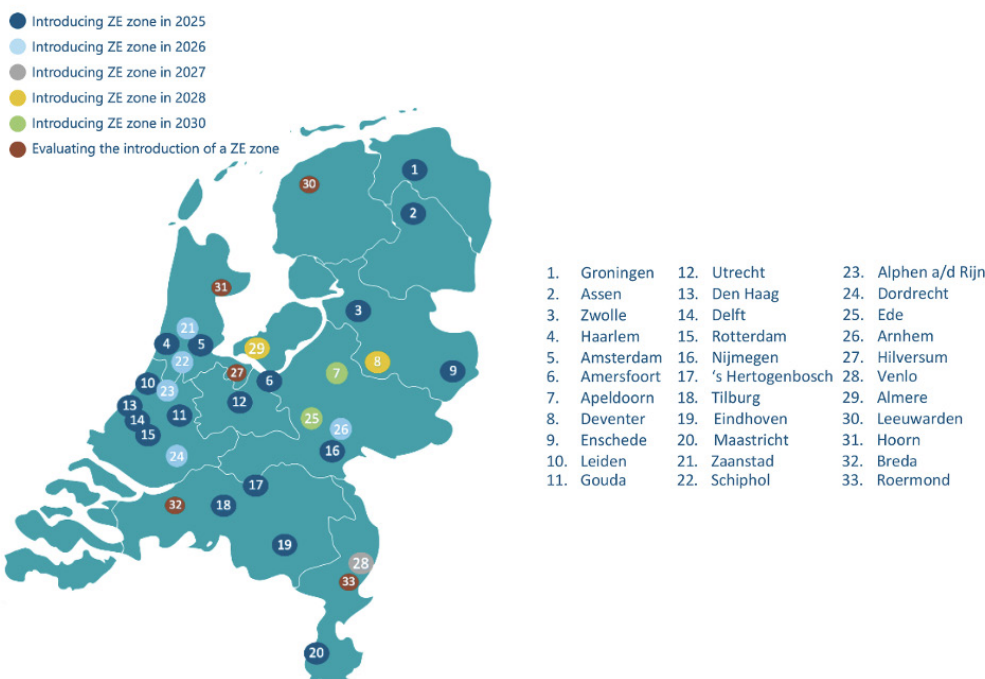 Introducing ZE zone in 2025
Introducing ZE zone in 2026
Introducing ZE zone in 2027
Introducing ZE zone in 2028
Introducing ZE zone in 2030
Evaluating the introduction of a ZE zone
1
30
2
31
3
21
4
5
29
22
8
27
7
9
6
10
23
12
13
11
25
14
26
15
16
24
17
32
18
19
28
33
20
1. Groningen
2. Assen
3. Zwolle
4. Haarlem
5. Amsterdam
6. Amersfoort
7. Apeldoorn
8. Deventer
9. Enschede
10. Leiden
11. Gouda
12. Utrecht
13. Den Haag
14. Delft
15. Rotterdam
16. Nijmegen
17. ‘s Hertogenbosch
18. Tilburg
19. Eindhoven
20. Maastricht
21. Zaanstad
22. Schiphol
23. Alphen a/d Rijn
24. Dordrecht
25. Ede
26. Arnhem
27. Hilversum
28. Venlo
29. Almere
30. Leeuwarden
31. Hoorn
32. Breda
33. Roermond